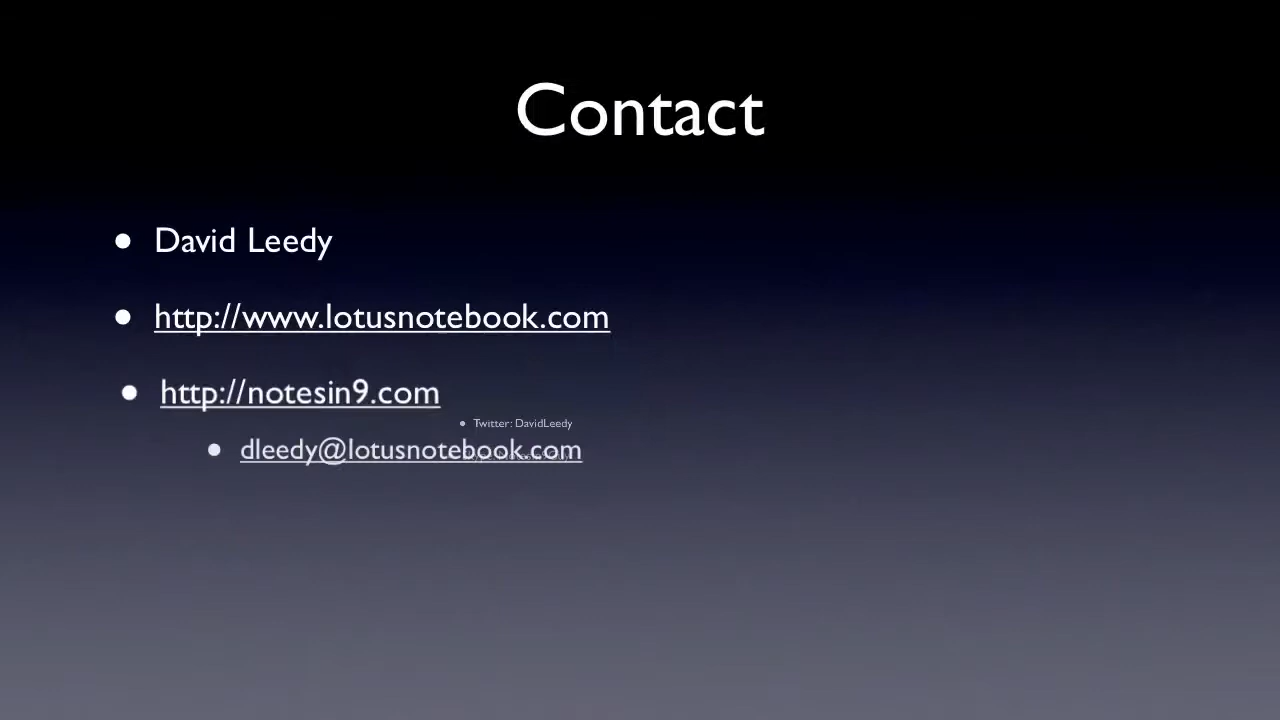 Contact
David Leedy
http://www.lotusnotebook.com
http://notesin9.com
Twitter: DavidLeedy
dleedy@lotusnotebook.com